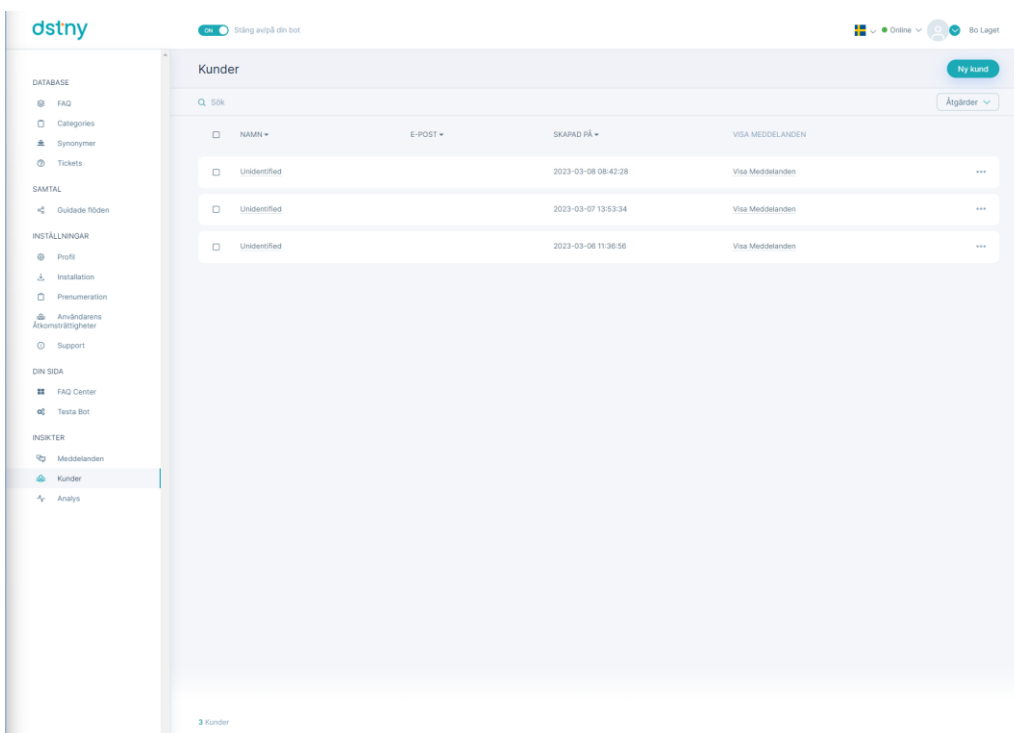 dstny
ON Stäng av/på din bot
Online
Bo Laget
DATABASE
FAQ
Categories
Synonymer
Tickets
SAMTAL
Guidade flöden
INSTÄLLNINGAR
Profil
Installation
Prenumeration
Användarens
Åtkomsträttigheter
Support
DIN SIDA
FAQ Center
Testa Bot
INSIKTER
Meddelanden
Kunder
Analys
Kunder
Ny kund
Sök
Åtgärder
NAMN E-POST SKAPAD PÅ VISA MEDDELANDEN
Unidentified 2023-03-08 08:42:28 Visa Meddelanden
Unidentified 2023-03-07 13:53:34 Visa Meddelanden
Unidentified 2023-03-06 11:36:56 Visa Meddelanden
3 Kunder